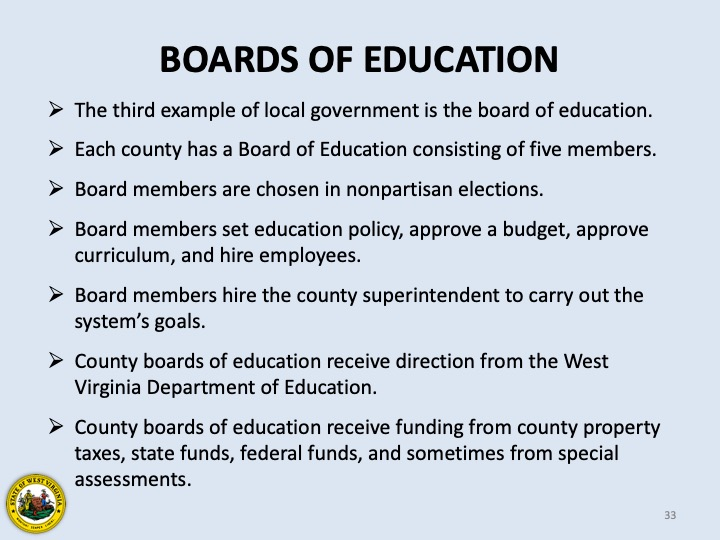 BOARDS OF EDUCATION
➢ The third example of local government is the board of education.
➢ Each county has a Board of Education consisting of five members.
➢ Board members are chosen in nonpartisan elections.
➢ Board members set education policy, approve a budget, approve
curriculum, and hire employees.
➢ Board members hire the county superintendent to carry out the
system’s goals.
➢ County boards of education receive direction from the West
Virginia Department of Education.
➢ County boards of education receive funding from county property
taxes, state funds, federal funds, and sometimes from special
assessments.
STATE OF WEST VIRGINIA
MONTANI SEMPER LIBERI
33